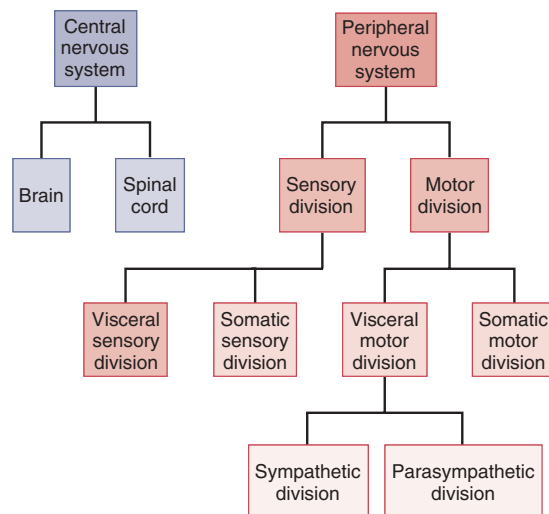 Central
nervous
system
Peripheral
nervous
system
Brain
Spinal
cord
Sensory
division
Motor
division
Visceral
sensory
division
Somatic
sensory
division
Visceral
motor
division
Somatic
motor
division
Sympathetic
division
Parasympathetic
division